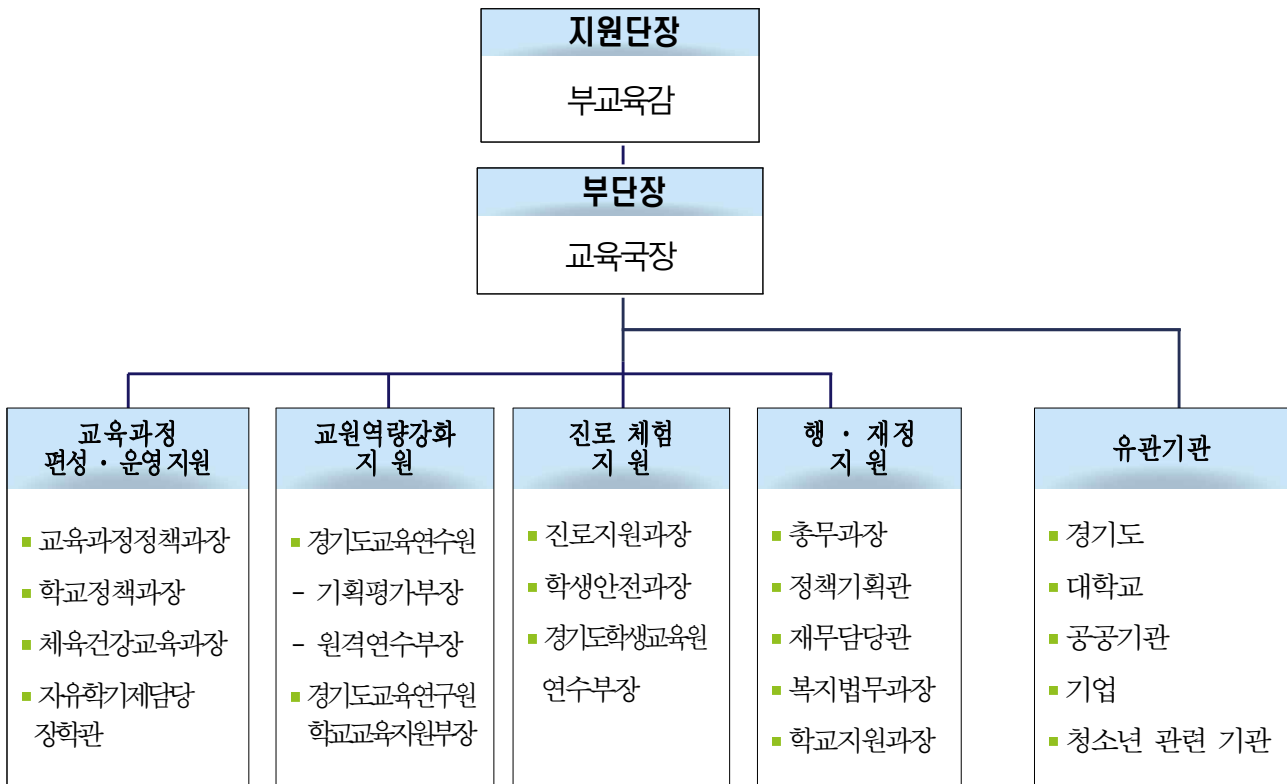 지원단장
부교육감
부단장
교육국장
교육과정
편성 · 운영지원
■ 교육과정정책과장
■ 학교정책과장
■ 체육건강교육과장
■ 자유학기제담당
장학관
교원역량강화
지 원
■ 경기도교육연수원
- 기획평가부장
- 원격연수부장
■ 경기도교육연구원
학교교육지원부장
진로 체험
지 원
■ 진로지원과장
■ 학생안전과장
■ 경기도학생교육원
연수부장
행 · 재정
지 원
■ 총무과장
■ 정책기획관
■ 재무담당관
■ 복지법무과장
■ 학교지원과장
유관기관
■ 경기도
■ 대학교
■ 공공기관
■ 기업
■ 청소년 관련 기관